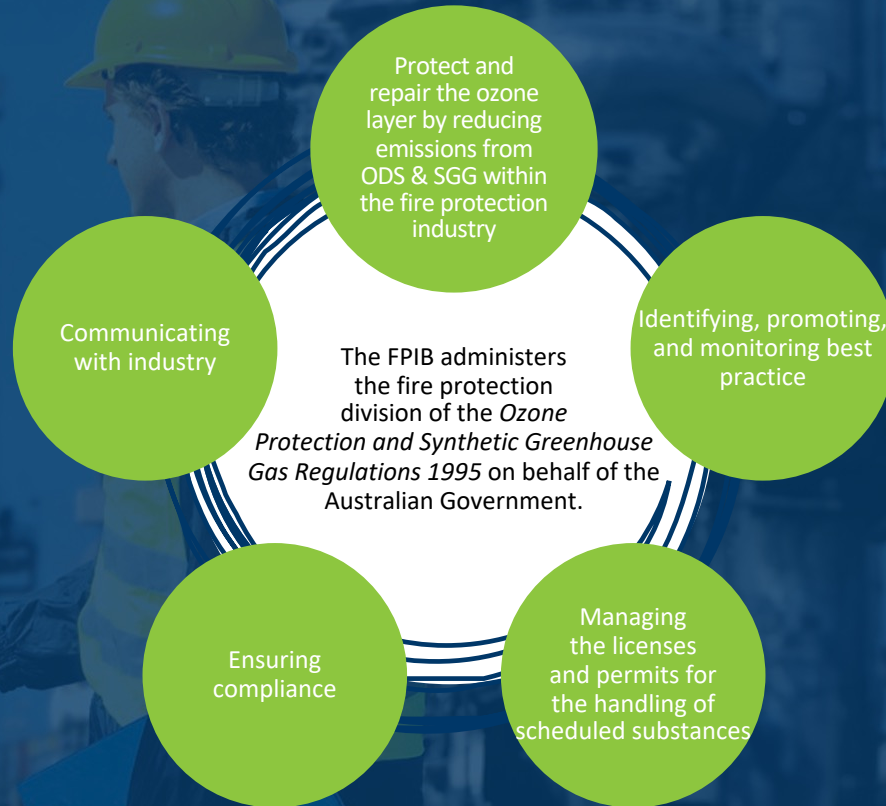 Protect and
repair the ozone
layer by reducing
emissions from
ODS & SGG within
the fire protection
industry
Identifying, promoting,
and monitoring best
practice
Managing
the licenses
and permits for
the handling of
scheduled substances
Ensuring
compliance
Communicating
with industry
The FPIB administers
the fire protection
division of the Ozone
Protection and Synthetic Greenhouse
Gas Regulations 1995 on behalf of the
Australian Government.